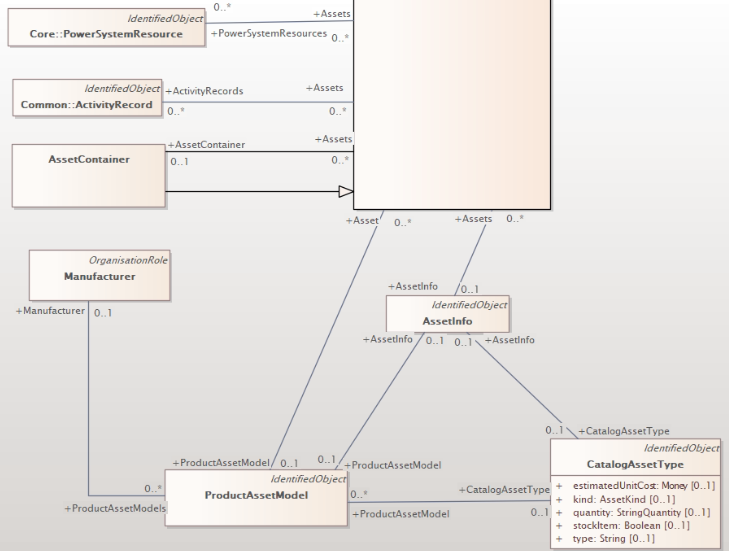 0..*
+Assets
IdentifiedObject
Core::PowerSystemResource
+PowerSystemResources
0..*
IdentifiedObject
Common::ActivityRecord
+ActivityRecords
+Assets
0..*
0..*
AssetContainer
+AssetContainer
+Assets
0..1
0..*
+Asset
0..*
+Assets
0..*
OrganisationRole
Manufacturer
+Manufacturer
0..1
+AssetInfo
0..1
IdentifiedObject
AssetInfo
+AssetInfo
0..1
0..1
+AssetInfo
0..1
+CatalogAssetType
+ProductAssetModel
0..1
0..1
+ProductAssetModel
IdentifiedObject
ProductAssetModel
0..*
+ProductAssetModels
0..*
+ProductAssetModel
+CatalogAssetType
0..1
IdentifiedObject
CatalogAssetType
+ estimatedUnitCost: Money [0..1]
+ kind: AssetKind [0..1]
+ quantity: StringQuantity [0..1]
+ stockItem: Boolean [0..1]
+ type: String [0..1]